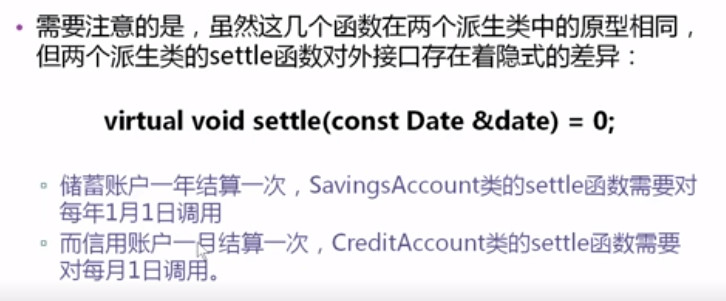 • 需要注意的是，虽然这几个函数在两个派生类中的原型相同，
但两个派生类的settle函数对外接口存在着隐式的差异：
virtual void settle(const Date &date) = 0;
▫ 储蓄账户一年结算一次，SavingsAccount类的settle函数需要对
每年1月1日调用
▫ 而信用账户一月结算一次，CreditAccount类的settle函数需要
对每月1日调用。